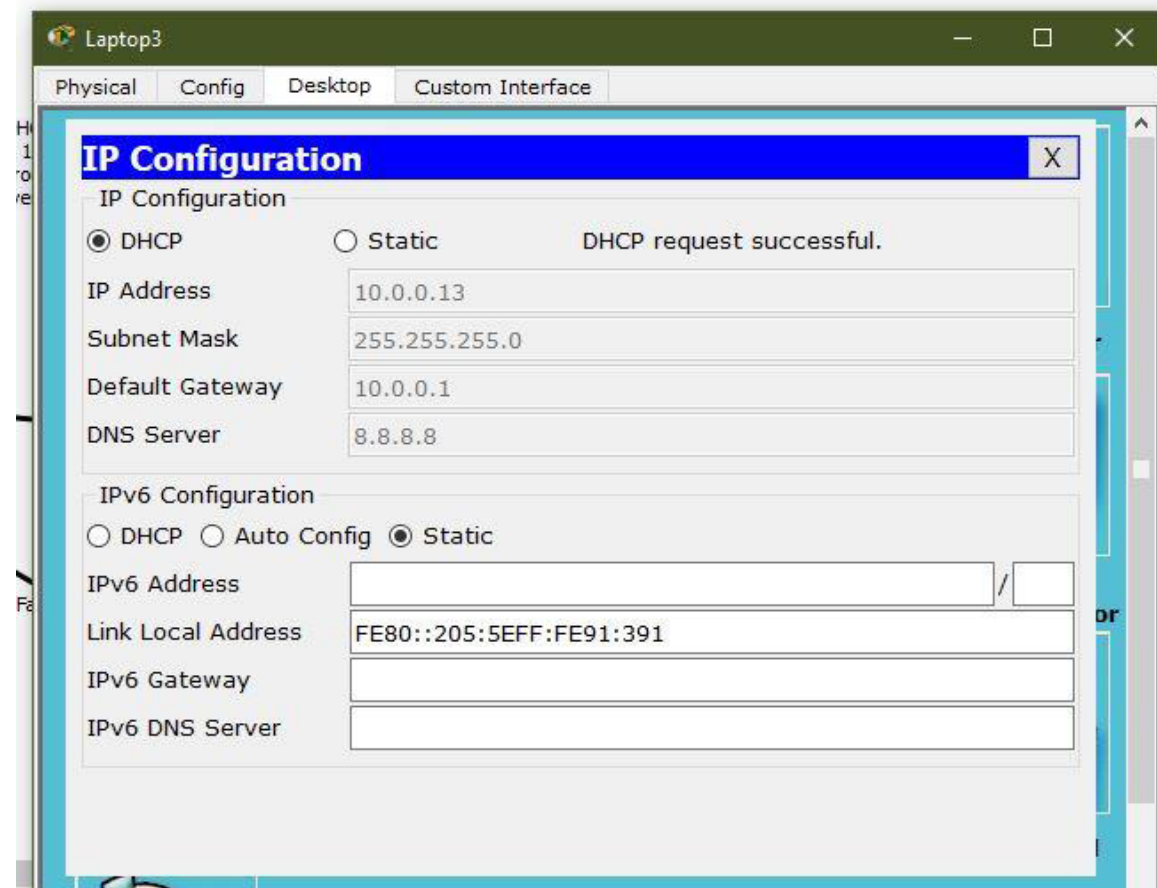 Laptop3
Physical Config Desktop Custom Interface
IP Configuration X
IP Configuration
DHCP Static DHCP request successful.
IP Address 10.0.0.13
Subnet Mask 255.255.255.0
Default Gateway 10.0.0.1
DNS Server 8.8.8.8
IPv6 Configuration
DHCP Auto Config Static
IPv6 Address /
Link Local Address FE80::205:5EFF:FE91:391
IPv6 Gateway
IPv6 DNS Server